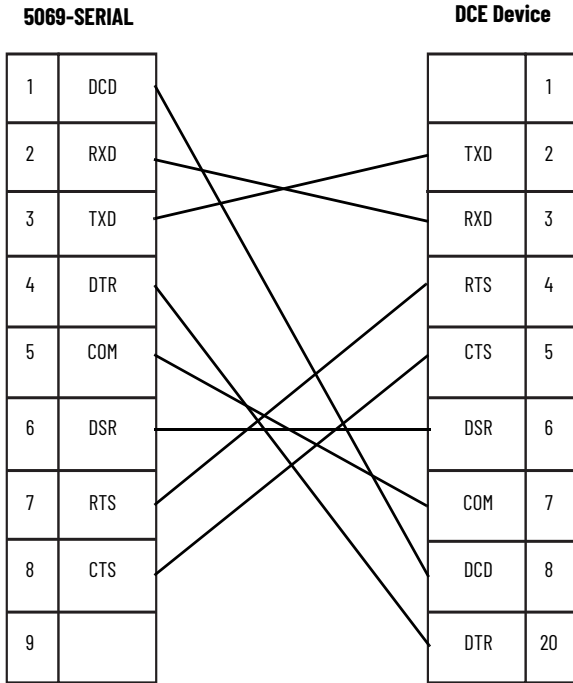 5069-SERIAL DCE Device
1 DCD 1
2 RXD TXD 2
3 TXD RXD 3
4 DTR RTS 4
5 COM CTS 5
6 DSR DSR 6
7 RTS COM 7
8 CTS DCD 8
9 DTR 20